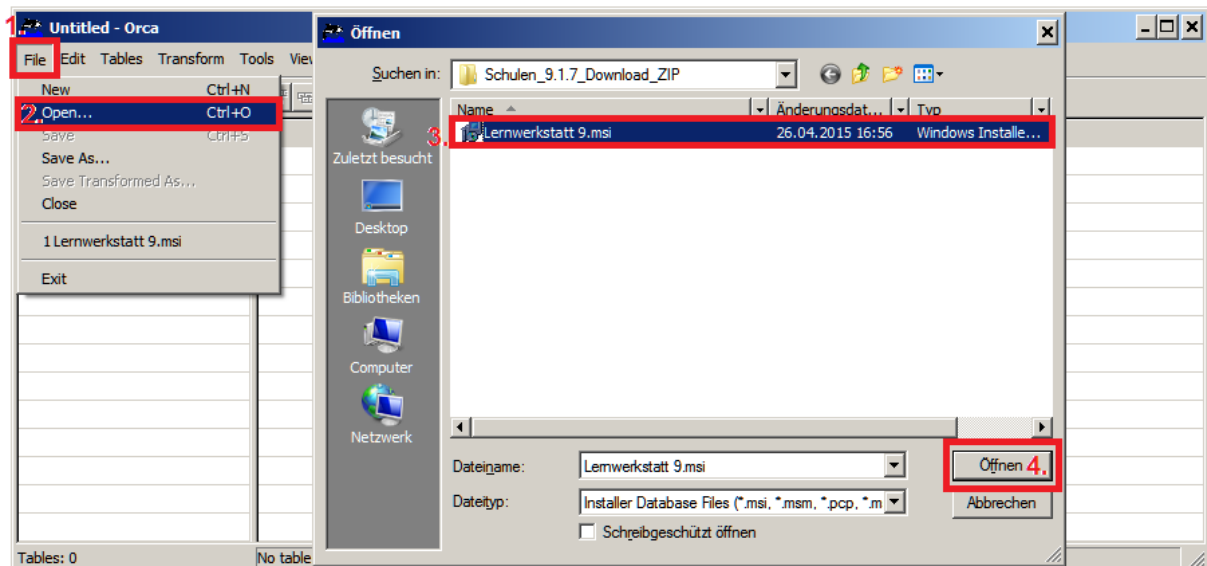 1.
Untitled - Orca
File Edit Tables Transform Tools View
New Ctrl+N
2. Open... Ctrl+O
Save Ctrl+S
Save As...
Save Transformed As...
Close
1 Lernwerkstatt 9.msi
Exit
Tables: 0
No table
Öffnen
Suchen in: Schulen_9.1.7_Download_ZIP
Name Änderungsdat... Typ
3. Lernwerkstatt 9.msi 26.04.2015 16:56 Windows Installe...
Zuletzt besucht
Desktop
Bibliotheken
Computer
Netzwerk
Dateiname: Lernwerkstatt 9.msi Öffnen 4.
Dateityp: Installer Database Files (*.msi, *.msm, *.pcp, *.m Abbrechen
Schreibgeschützt öffnen